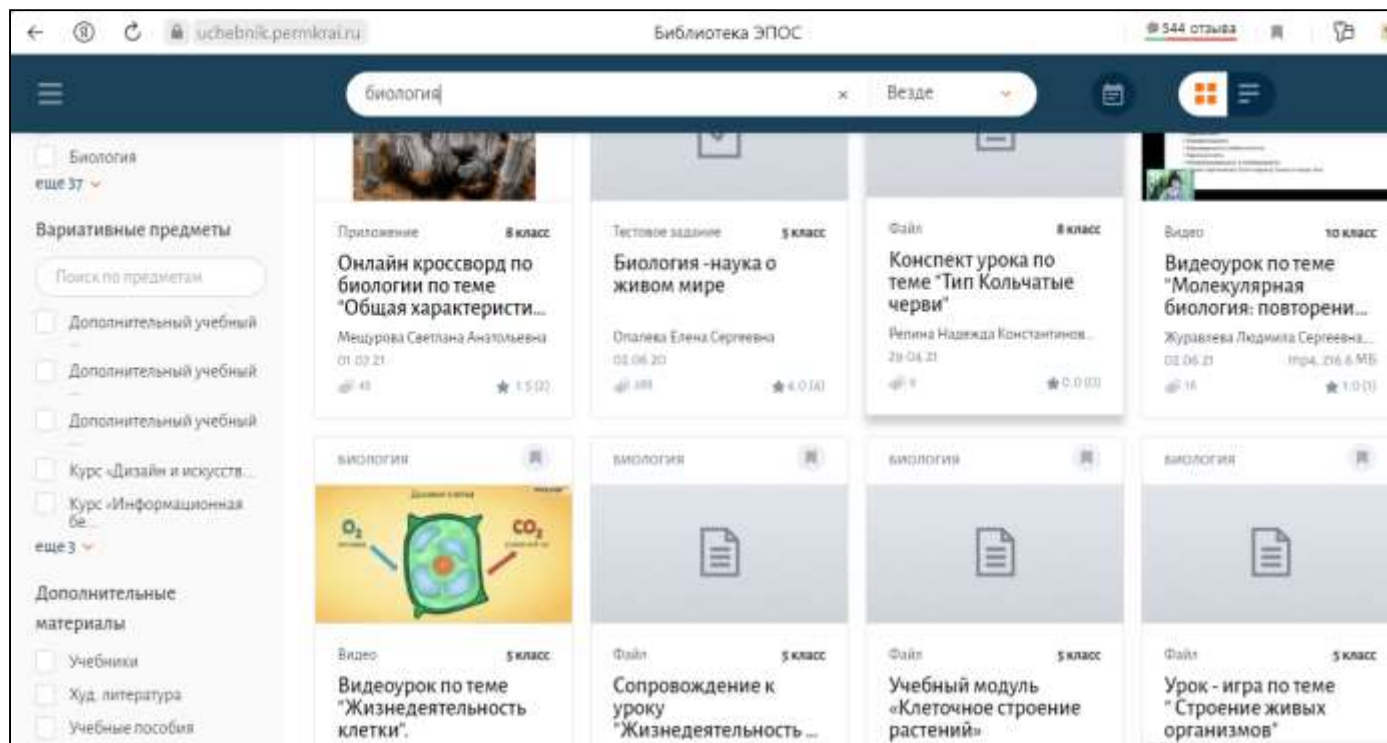 uchebnik.permkrai.ru
Библиотека ЭПОС
544 отзыва
биология
Везде
Биология
еще 37
Вариативные предметы
Поиск по предметам
Дополнительный учебный
...
Дополнительный учебный
...
Дополнительный учебный
...
Курс «Дизайн и искусств...
Курс «Информационная
бе...
еще 3
Дополнительные
материалы
Учебники
Худ. литература
Учебные пособия
Приложение 8 класс
Онлайн кроссворд по
биологии по теме
"Общая характеристи...
Мещурова Светлана Анатольевна
01.02.21
1.5 (2)
Тестовое задание 5 класс
Биология -наука о
живом мире
Опалева Елена Сергеевна
02.06.20
4.0 (4)
Файл 8 класс
Конспект урока по
теме "Тип Кольчатые
черви"
Репина Надежда Константинов...
29.04.21
0.0 (0)
Видео 10 класс
Видеоурок по теме
"Молекулярная
биология: повторени...
Журавлева Людмила Сергеевна...
02.06.21 mp4, 216.6 МБ
1.0 (1)
БИОЛОГИЯ
O2
CO2
Видео 5 класс
Видеоурок по теме
"Жизнедеятельность
клетки".
БИОЛОГИЯ
Файл 5 класс
Сопровождение к
уроку
"Жизнедеятельность ...
БИОЛОГИЯ
Файл 5 класс
Учебный модуль
«Клеточное строение
растений»
БИОЛОГИЯ
Файл 5 класс
Урок - игра по теме
" Строение живых
организмов"